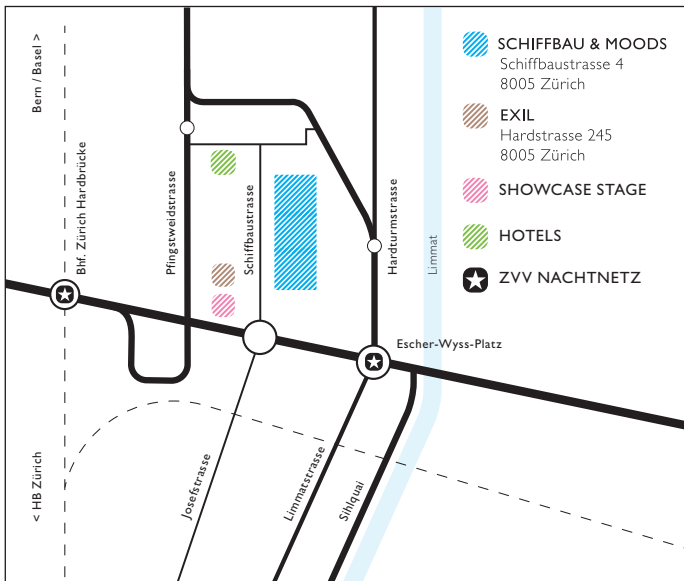 Bern / Basel >
Bhf. Zürich Hardbrücke
< HB Zürich
Pfingstweidstrasse
Schiffbaustrasse
Hardturmstrasse
Limmat
Escher-Wyss-Platz
Josefstrasse
Limmatstrasse
Sihlquai
SCHIFFBAU & MOODS
Schiffbaustrasse 4
8005 Zürich
EXIL
Hardstrasse 245
8005 Zürich
SHOWCASE STAGE
HOTELS
ZVV NACHTNETZ